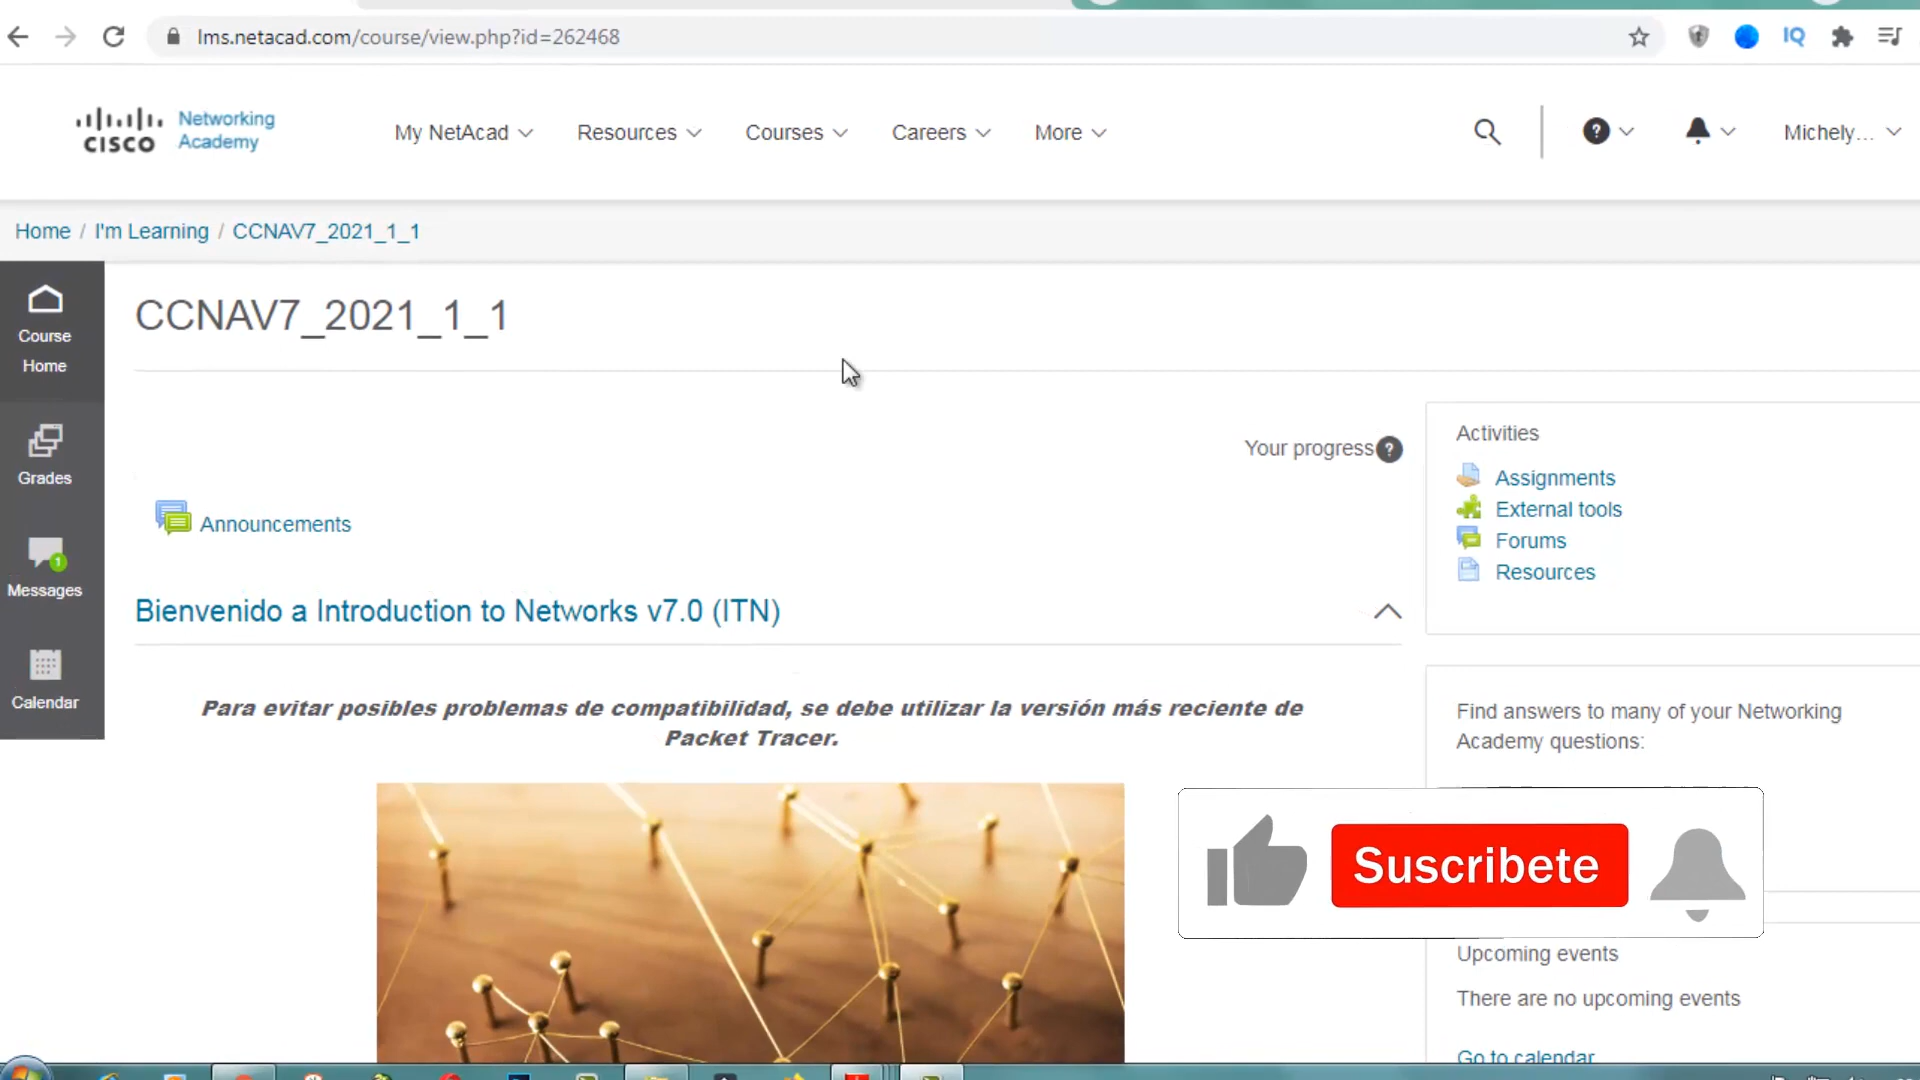 lms.netacad.com/course/view.php?id=262468
IQ
CISCO
Networking
Academy
My NetAcad
Resources
Courses
Careers
More
?
Michely...
Home / I'm Learning / CCNAV7_2021_1_1
Course
Home
Grades
1
Messages
Calendar
CCNAV7_2021_1_1
Your progress ?
Announcements
Bienvenido a Introduction to Networks v7.0 (ITN)
Para evitar posibles problemas de compatibilidad, se debe utilizar la versión más reciente de
Packet Tracer.
Activities
Assignments
External tools
Forums
Resources
Find answers to many of your Networking
Academy questions:
Suscribete
Upcoming events
There are no upcoming events
Go to calendar